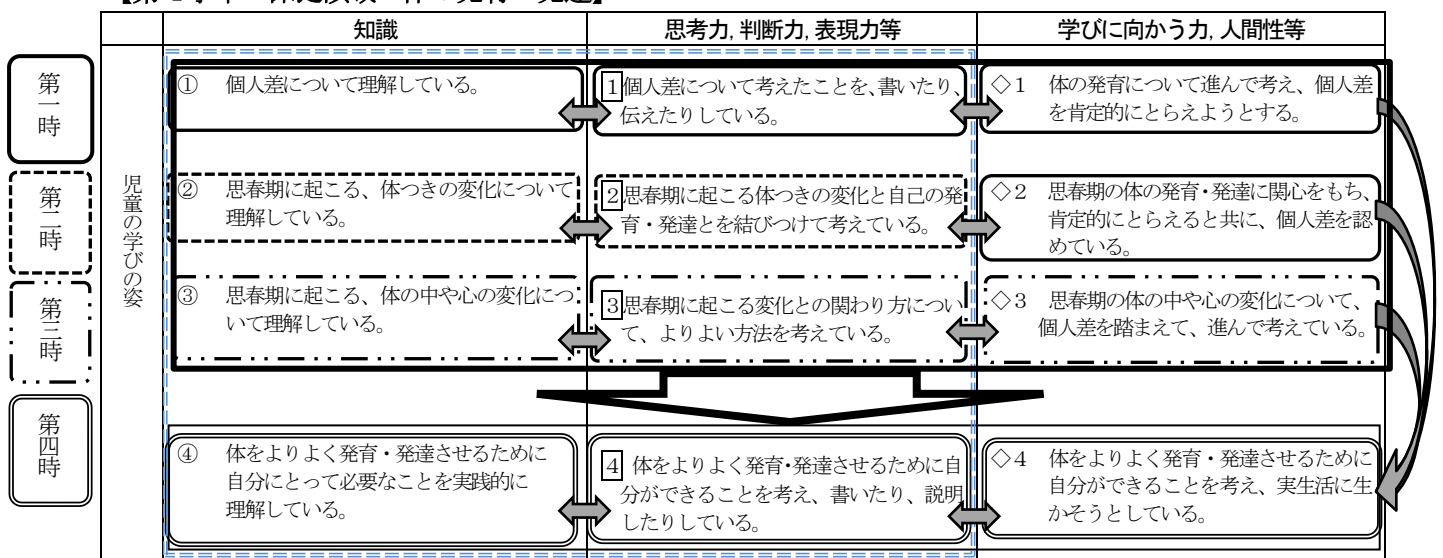 知識
思考力, 判断力, 表現力等
学びに向かう力, 人間性等
第一時
第二時
第三時
第四時
児童の学びの姿
① 個人差について理解している。
1 個人差について考えたことを、書いたり、
伝えたりしている。
◇1 体の発育について進んで考え、個人差
を肯定的にとらえようとする。
② 思春期に起こる、体つきの変化について
理解している。
2 思春期に起こる体つきの変化と自己の発
育・発達とを結びつけて考えている。
◇2 思春期の体の発育・発達に関心をもち、
肯定的にとらえると共に、個人差を認
めている。
③ 思春期に起こる、体の中や心の変化につ
いて理解している。
3 思春期に起こる変化との関わり方につい
て、よりよい方法を考えている。
◇3 思春期の体の中や心の変化について、
個人差を踏まえて、進んで考えている。
④ 体をよりよく発育・発達させるために
自分にとって必要なことを実践的に
理解している。
4 体をよりよく発育・発達させるために自
分ができることを考え、書いたり、説明
したりしている。
◇4 体をよりよく発育・発達させるために
自分ができることを考え、実生活に生
かそうとしている。